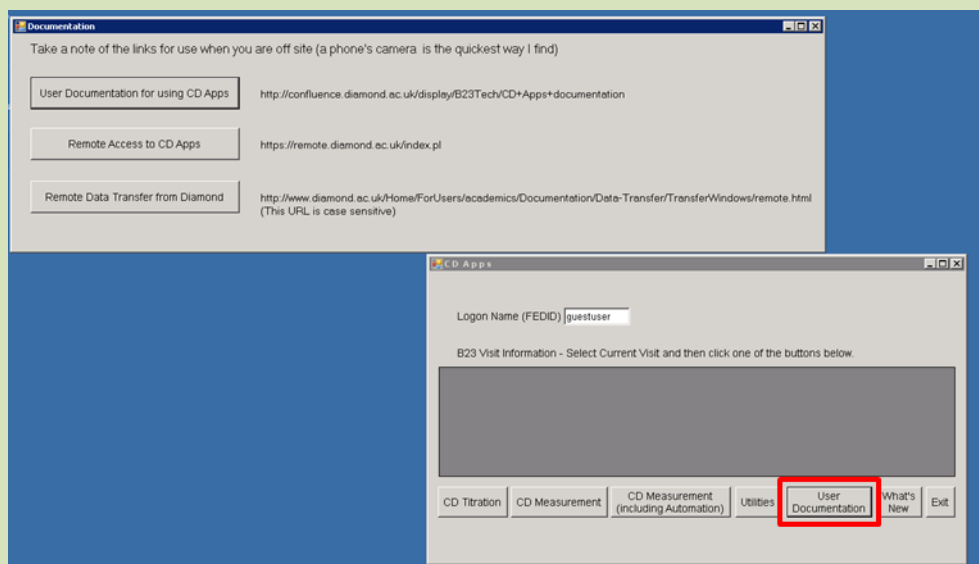 Documentation
Take a note of the links for use when you are off site (a phone's camera is the quickest way I find)
User Documentation for using CD Apps
http://confluence.diamond.ac.uk/display/B23Tech/CD+Apps+documentation
Remote Access to CD Apps
https://remote.diamond.ac.uk/index.pl
Remote Data Transfer from Diamond
http://www.diamond.ac.uk/Home/ForUsers/academics/Documentation/Data-Transfer/TransferWindows/remote.html
(This URL is case sensitive)
CD Apps
Logon Name (FEDID) guestuser
B23 Visit Information - Select Current Visit and then click one of the buttons below.
CD Titration
CD Measurement
CD Measurement
(including Automation)
Utilities
User
Documentation
What's
New
Exit